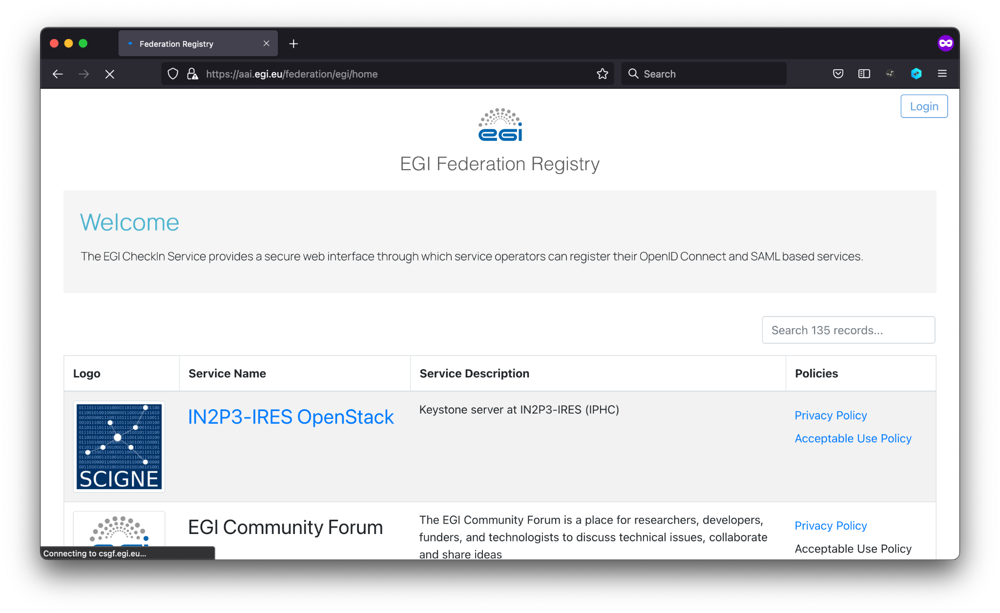 Federation Registry
https://aai.egi.eu/federation/egi/home
Search
Login
egi
EGI Federation Registry
Welcome
The EGI CheckIn Service provides a secure web interface through which service operators can register their OpenID Connect and SAML based services.
Search 135 records...
Logo Service Name Service Description Policies
SCIGNE
IN2P3-IRES OpenStack
Keystone server at IN2P3-IRES (IPHC)
Privacy Policy
Acceptable Use Policy
EGI Community Forum
The EGI Community Forum is a place for researchers, developers,
funders, and technologists to discuss technical issues, collaborate
and share ideas
Privacy Policy
Acceptable Use Policy
Connecting to csgf.egi.eu...